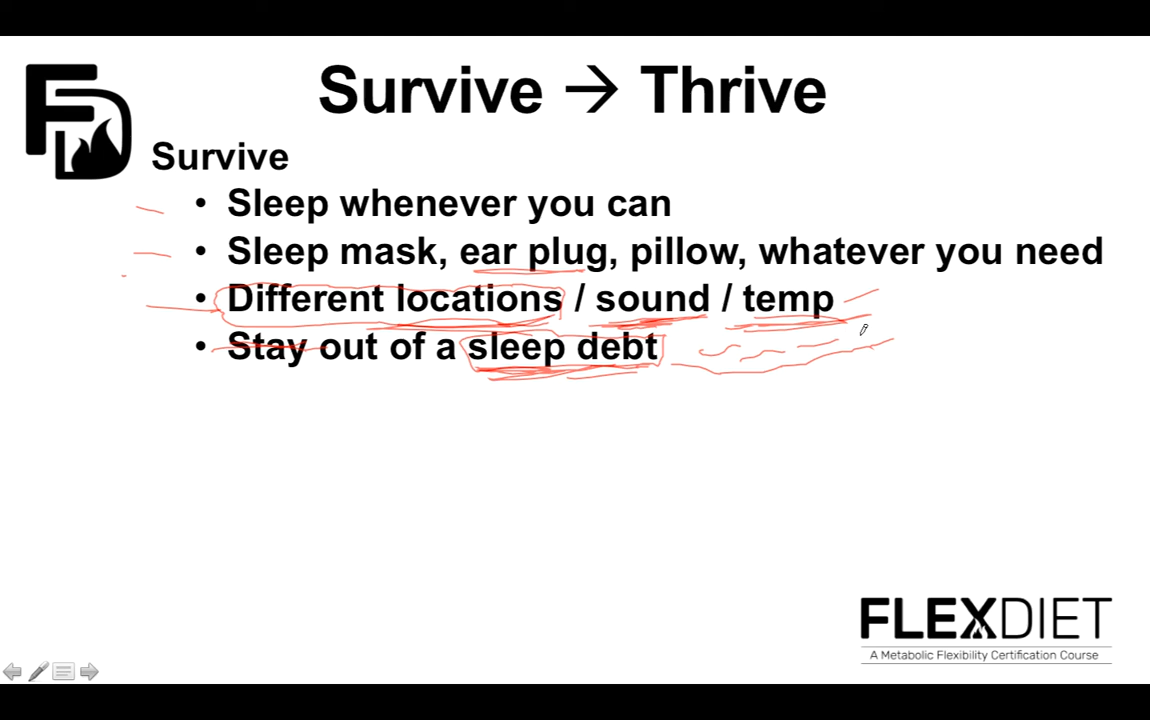 Survive → Thrive
FD
Survive
• Sleep whenever you can
• Sleep mask, ear plug, pillow, whatever you need
• Different locations / sound / temp
• Stay out of a sleep debt
FLEXDIET
A Metabolic Flexibility Certification Course